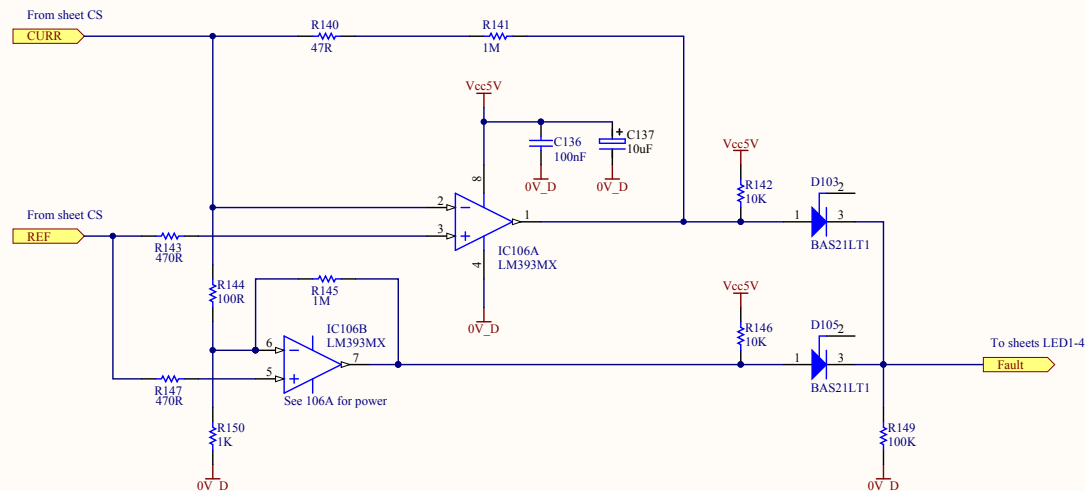 From sheet CS
CURR
R140
47R
R141
1M
Vcc5V
C136
100nF
+
C137
10uF
0V_D
0V_D
Vcc5V
R142
10K
D103
2
1
3
BAS21LT1
8
2
3
1
4
IC106A
LM393MX
0V_D
From sheet CS
REF
R143
470R
R144
100R
R145
1M
IC106B
LM393MX
6
5
7
See 106A for power
R147
470R
R150
1K
0V_D
Vcc5V
R146
10K
D105
2
1
3
BAS21LT1
To sheets LED1-4
Fault
R149
100K
0V_D